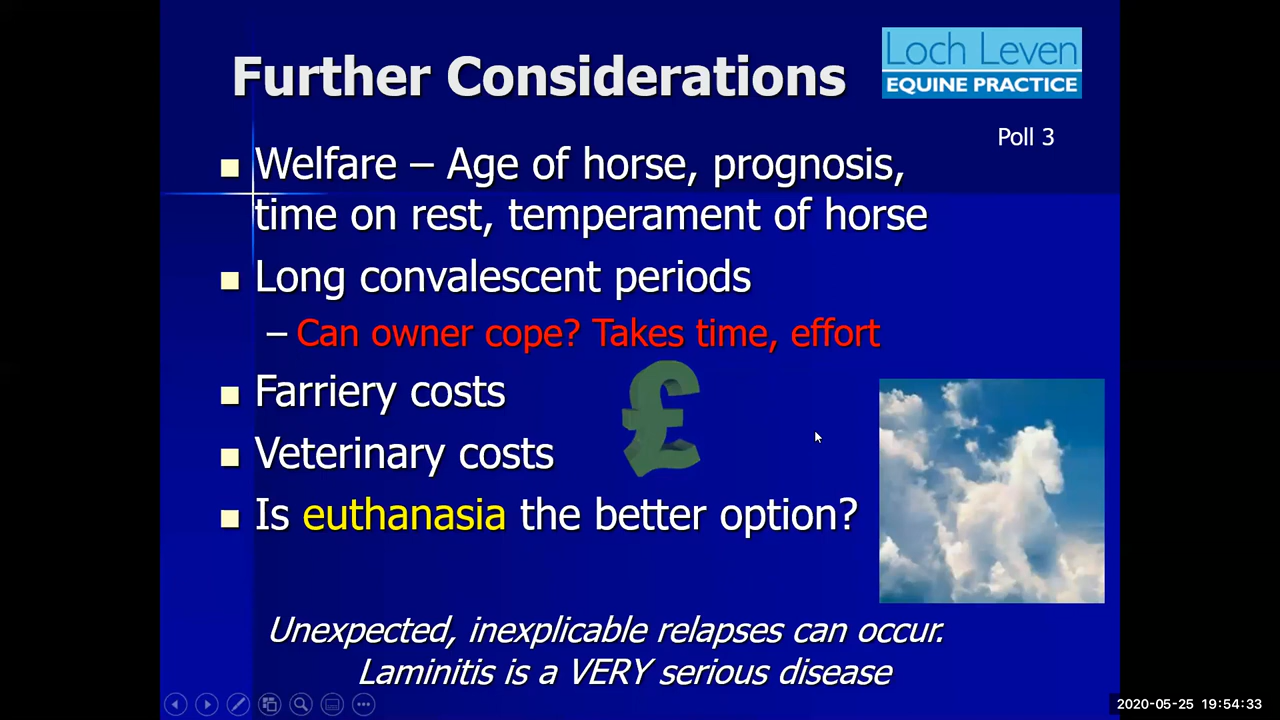 Further Considerations
Loch Leven
EQUINE PRACTICE
Poll 3
Welfare – Age of horse, prognosis,
time on rest, temperament of horse
Long convalescent periods
– Can owner cope? Takes time, effort
Farriery costs
£
Veterinary costs
Is euthanasia the better option?
Unexpected, inexplicable relapses can occur.
Laminitis is a VERY serious disease
2020-05-25 19:54:33